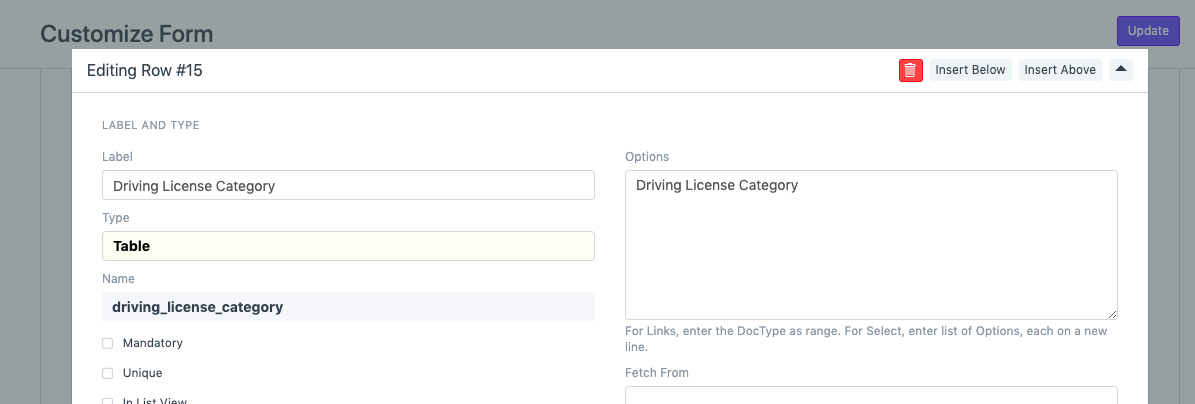 Customize Form
Update
Editing Row #15
Insert Below
Insert Above
LABEL AND TYPE
Label
Driving License Category
Type
Table
Name
driving_license_category
Mandatory
Unique
In List View
Options
Driving License Category
For Links, enter the DocType as range. For Select, enter list of Options, each on a new
line.
Fetch From